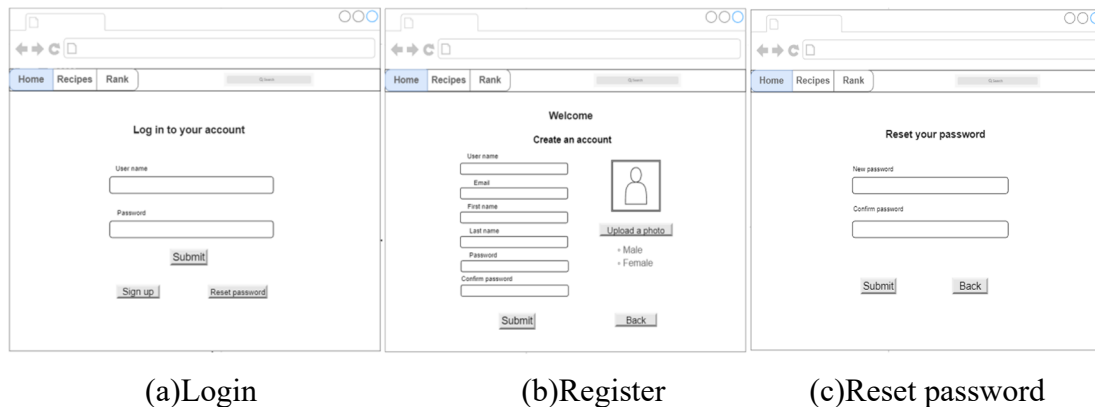 Home Recipes Rank
Log in to your account
User name
Password
Submit
Sign up Reset password
Home Recipes Rank
Welcome
Create an account
User name
Email
First name
Last name
Password
Confirm password
Upload a photo
Male
Female
Submit Back
Home Recipes Rank
Reset your password
New password
Confirm password
Submit Back
(a)Login (b)Register (c)Reset password